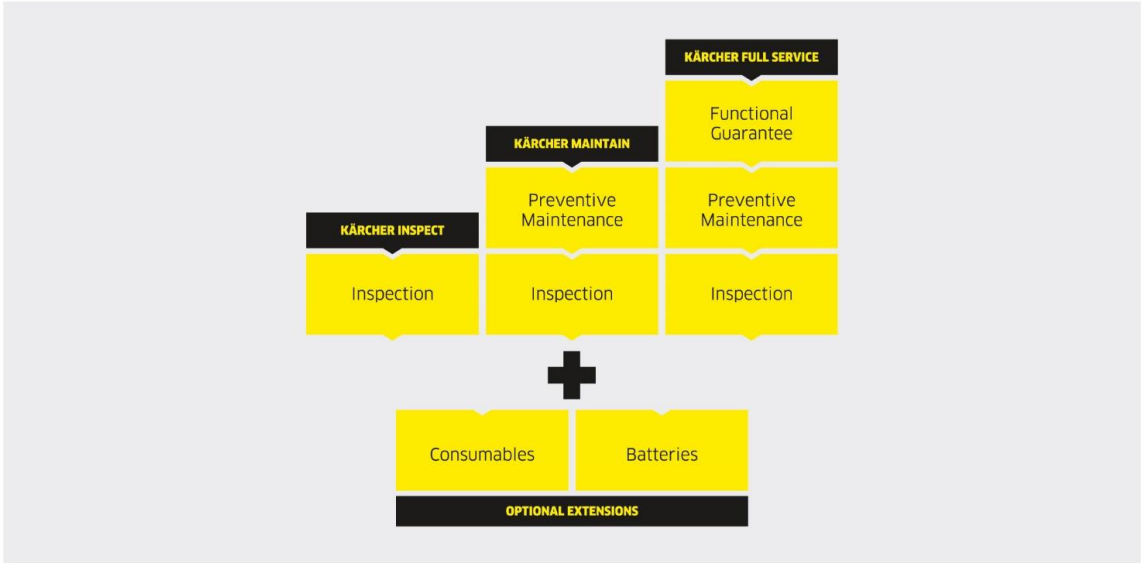 KÄRCHER FULL SERVICE
Functional
Guarantee
KÄRCHER MAINTAIN
Preventive
Maintenance
Preventive
Maintenance
KÄRCHER INSPECT
Inspection
Inspection
Inspection
Consumables
Batteries
OPTIONAL EXTENSIONS